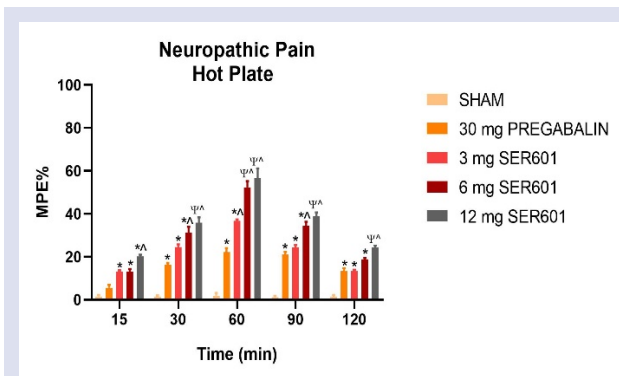 Neuropathic Pain
Hot Plate
100
80
60
40
20
0
MPE%
* * *^
* * *^ Ψ^
* *^ Ψ^ Ψ^
* * *^ Ψ^
* * * Ψ^
15 30 60 90 120
Time (min)
SHAM
30 mg PREGABALIN
3 mg SER601
6 mg SER601
12 mg SER601